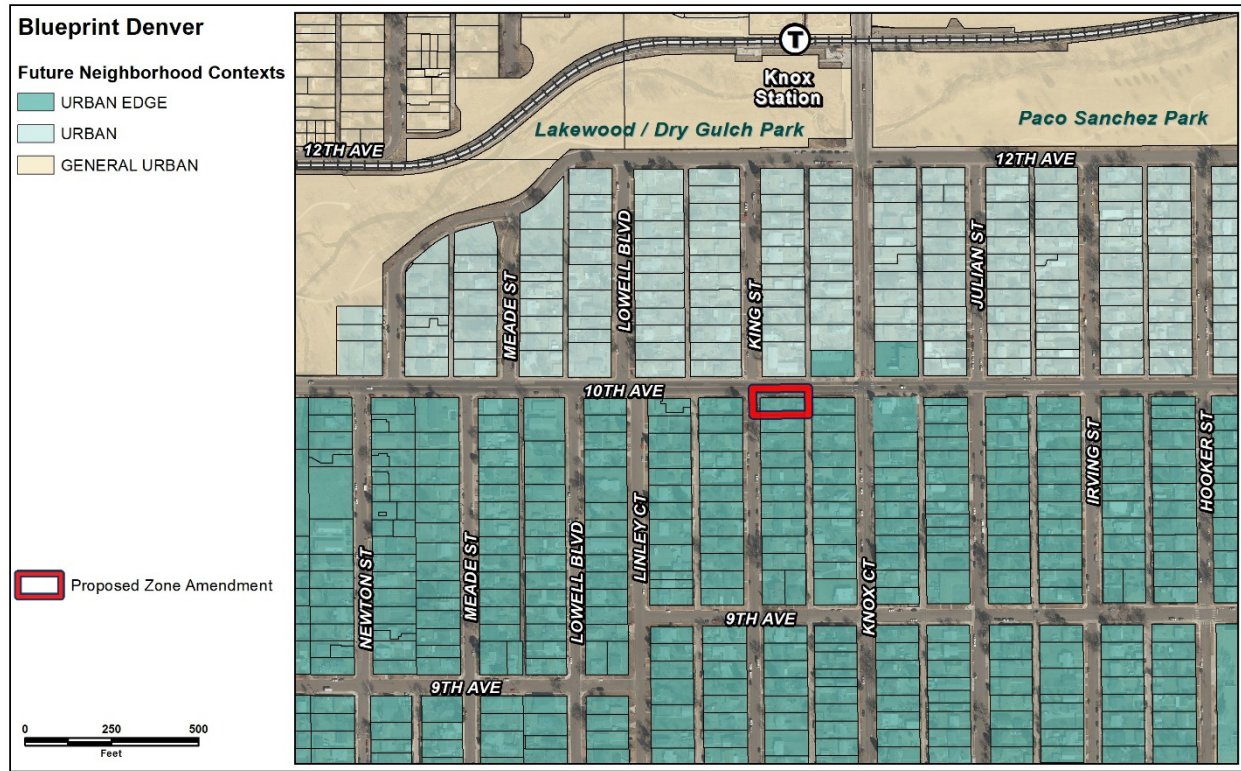 Blueprint Denver
Future Neighborhood Contexts
URBAN EDGE
URBAN
GENERAL URBAN
Proposed Zone Amendment
0 250 500
Feet
T
Knox
Station
Lakewood / Dry Gulch Park
Paco Sanchez Park
12TH AVE
12TH AVE
MEADE ST
LOWELL BLVD
KING ST
JULIAN ST
10TH AVE
NEWTON ST
MEADE ST
LOWELL BLVD
LINLEY CT
KNOX CT
IRVING ST
HOOKER ST
9TH AVE
9TH AVE